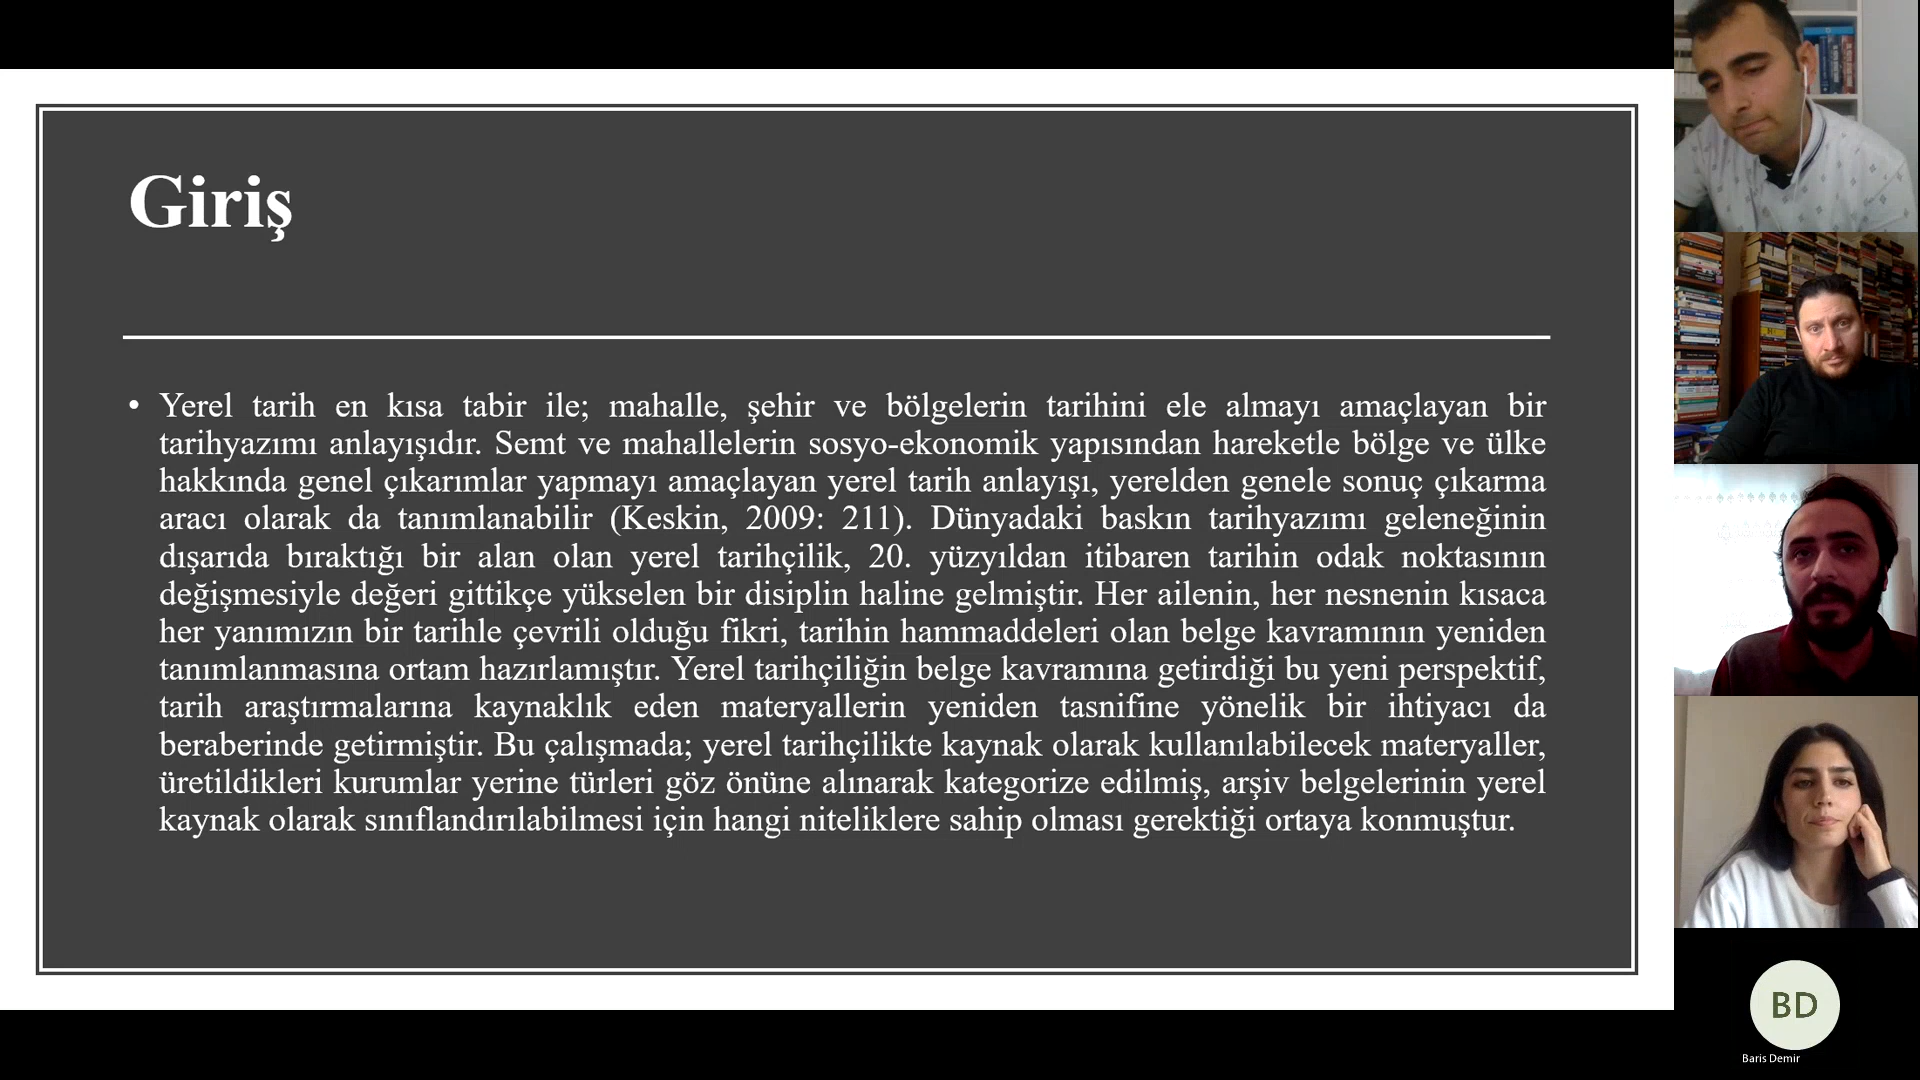 Giriş
• Yerel tarih en kısa tabir ile; mahalle, şehir ve bölgelerin tarihini ele almayı amaçlayan bir
tarihyazımı anlayışıdır. Semt ve mahallelerin sosyo-ekonomik yapısından hareketle bölge ve ülke
hakkında genel çıkarımlar yapmayı amaçlayan yerel tarih anlayışı, yerelden genele sonuç çıkarma
aracı olarak da tanımlanabilir (Keskin, 2009: 211). Dünyadaki baskın tarihyazımı geleneğinin
dışarıda bıraktığı bir alan olan yerel tarihçilik, 20. yüzyıldan itibaren tarihin odak noktasının
değişmesiyle değeri gittikçe yükselen bir disiplin haline gelmiştir. Her ailenin, her nesnenin kısaca
her yanımızın bir tarihle çevrili olduğu fikri, tarihin hammaddeleri olan belge kavramının yeniden
tanımlanmasına ortam hazırlamıştır. Yerel tarihçiliğin belge kavramına getirdiği bu yeni perspektif,
tarih araştırmalarına kaynaklık eden materyallerin yeniden tasnifine yönelik bir ihtiyacı da
beraberinde getirmiştir. Bu çalışmada; yerel tarihçilikte kaynak olarak kullanılabilecek materyaller,
üretildikleri kurumlar yerine türleri göz önüne alınarak kategorize edilmiş, arşiv belgelerinin yerel
kaynak olarak sınıflandırılabilmesi için hangi niteliklere sahip olması gerektiği ortaya konmuştur.
BD
Baris Demir